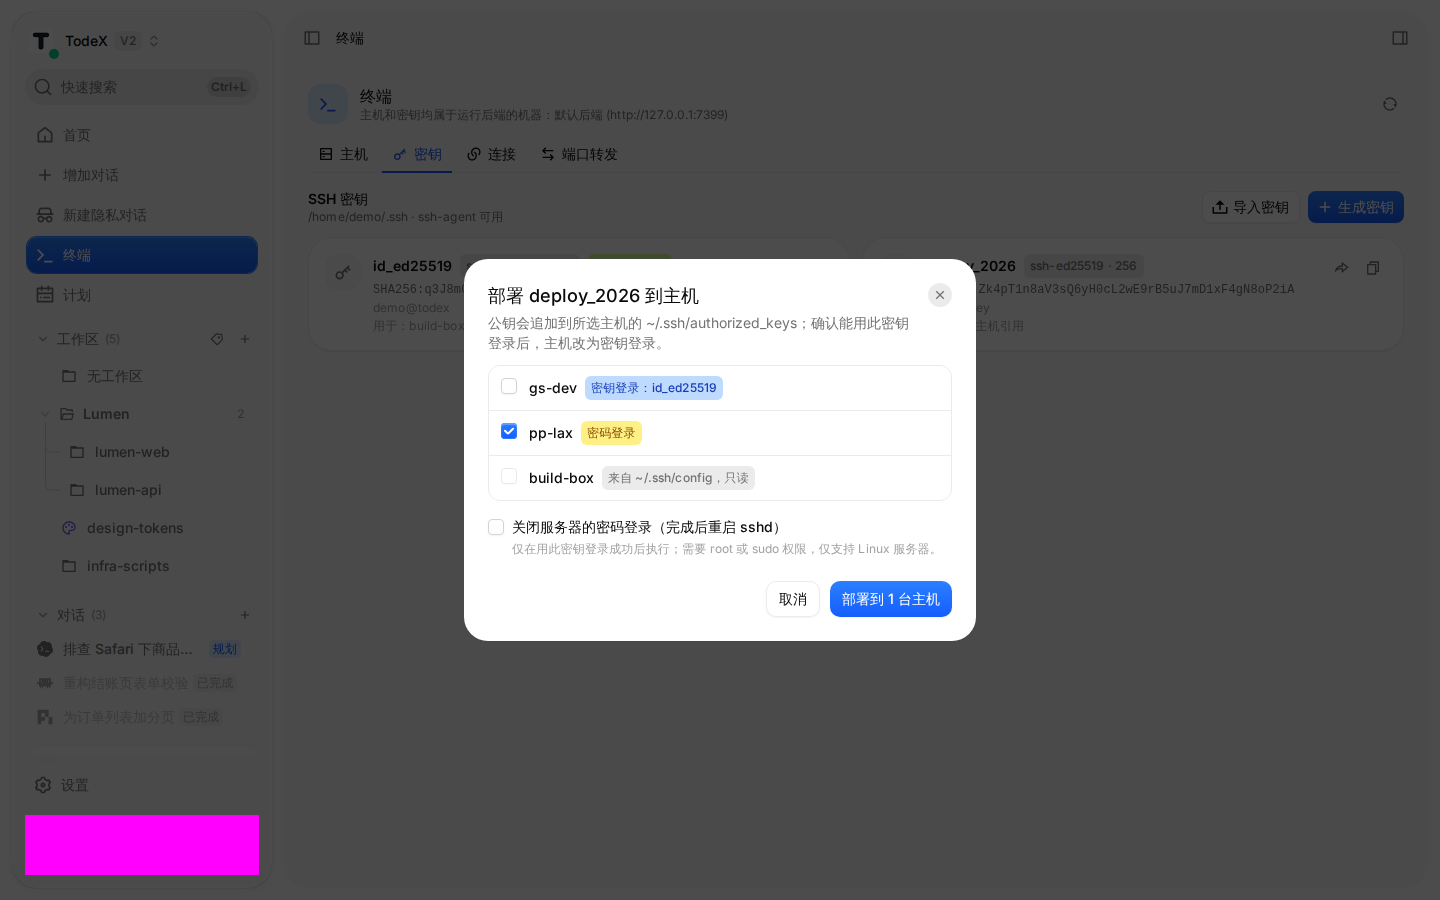 TodeX V2
快速搜索 Ctrl+L
首页
增加对话
新建隐私对话
终端
计划
工作区 (5)
无工作区
Lumen 2
lumen-web
lumen-api
design-tokens
infra-scripts
对话 (3)
排查 Safari 下商品... 规划
重构结账页表单校验 已完成
为订单列表加分页 已完成
设置
终端
终端
主机和密钥均属于运行后端的机器：默认后端 (http://127.0.0.1:7399)
主机 密钥 连接 端口转发
SSH 密钥
/home/demo/.ssh · ssh-agent 可用
导入密钥 生成密钥
id_ed25519
SHA256:q3J8m
demo@todex
用于：build-box
_2026 ssh-ed25519 · 256
Zk4pT1n8aV3sQ6yH0cL2wE9rB5uJ7mD1xF4gN8oP2iA
ey
主机引用
部署 deploy_2026 到主机
公钥会追加到所选主机的 ~/.ssh/authorized_keys；确认能用此密钥
登录后，主机改为密钥登录。
gs-dev 密钥登录：id_ed25519
pp-lax 密码登录
build-box 来自 ~/.ssh/config，只读
关闭服务器的密码登录（完成后重启 sshd）
仅在用此密钥登录成功后执行；需要 root 或 sudo 权限，仅支持 Linux 服务器。
取消 部署到 1 台主机